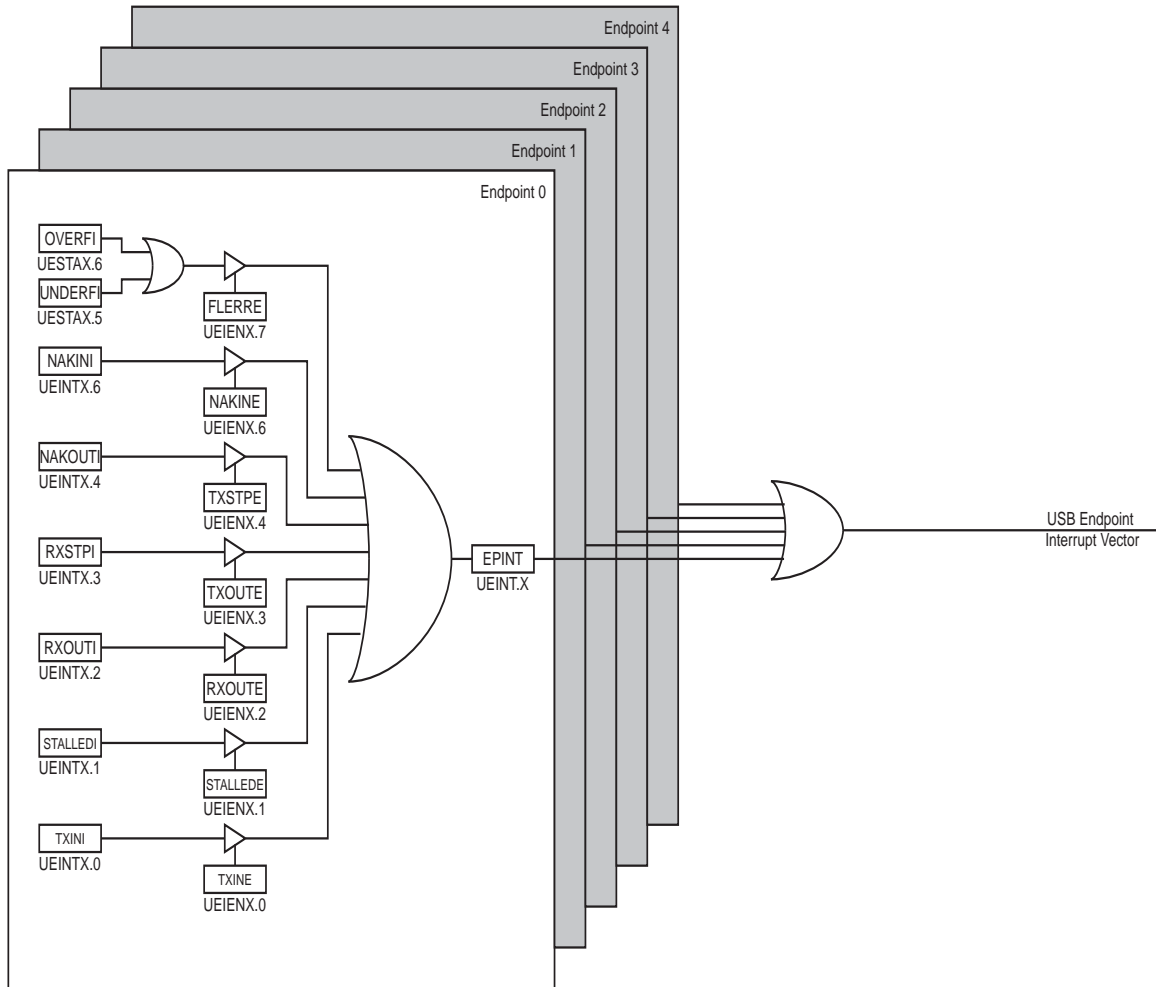 Endpoint 4
Endpoint 3
Endpoint 2
Endpoint 1
Endpoint 0
OVERFI
UESTAX.6
UNDERFI
UESTAX.5
FLERRE
UEIENX.7
NAKINI
UEINTX.6
NAKINE
UEIENX.6
NAKOUTI
UEINTX.4
TXSTPE
UEIENX.4
RXSTPI
UEINTX.3
TXOUTE
UEIENX.3
RXOUTI
UEINTX.2
RXOUTE
UEIENX.2
STALLEDI
UEINTX.1
STALLEDE
UEIENX.1
TXINI
UEINTX.0
TXINE
UEIENX.0
EPINT
UEINT.X
USB Endpoint
Interrupt Vector